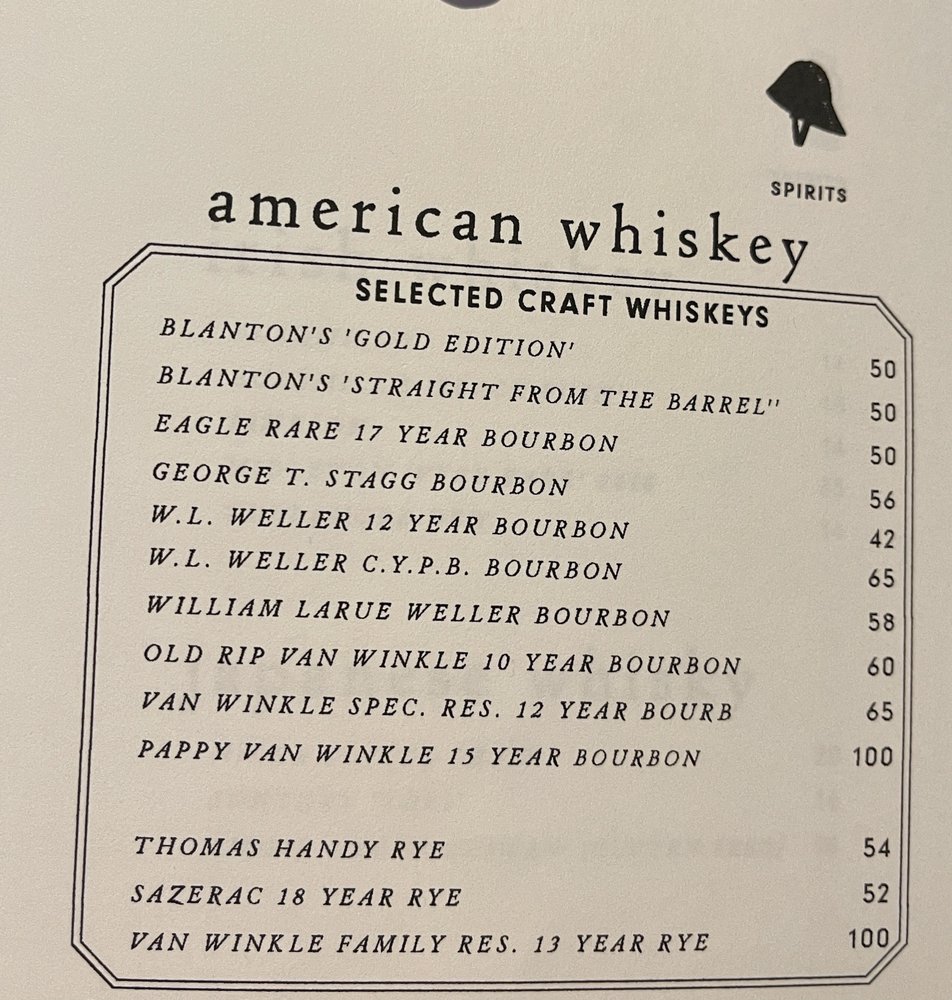 SPIRITS
american whiskey
SELECTED CRAFT WHISKEYS
BLANTON'S 'GOLD EDITION' 50
BLANTON'S 'STRAIGHT FROM THE BARREL" 50
EAGLE RARE 17 YEAR BOURBON 50
GEORGE T. STAGG BOURBON 56
W.L. WELLER 12 YEAR BOURBON 42
W.L. WELLER C.Y.P.B. BOURBON 65
WILLIAM LARUE WELLER BOURBON 58
OLD RIP VAN WINKLE 10 YEAR BOURBON 60
VAN WINKLE SPEC. RES. 12 YEAR BOURB 65
PAPPY VAN WINKLE 15 YEAR BOURBON 100
THOMAS HANDY RYE 54
SAZERAC 18 YEAR RYE 52
VAN WINKLE FAMILY RES. 13 YEAR RYE 100